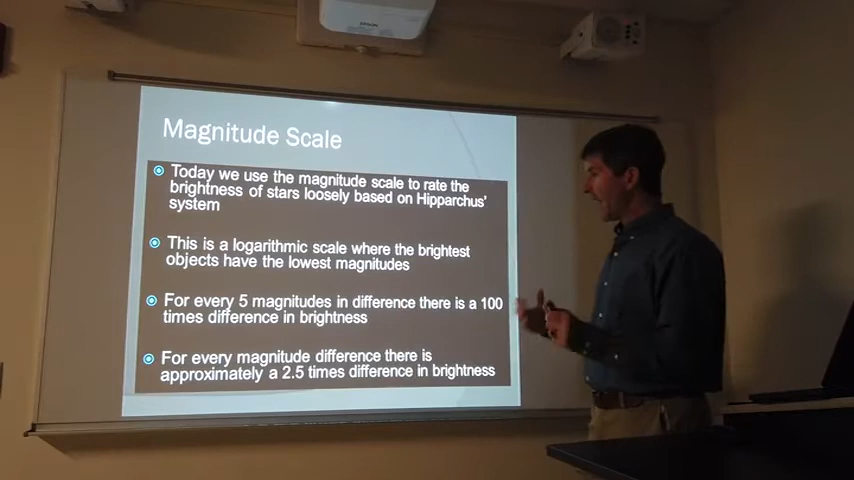 EPSON
Magnitude Scale
Today we use the magnitude scale to rate the
brightness of stars loosely based on Hipparchus'
system
This is a logarithmic scale where the brightest
objects have the lowest magnitudes
For every 5 magnitudes in difference there is a 100
times difference in brightness
For every magnitude difference there is
approximately a 2.5 times difference in brightness